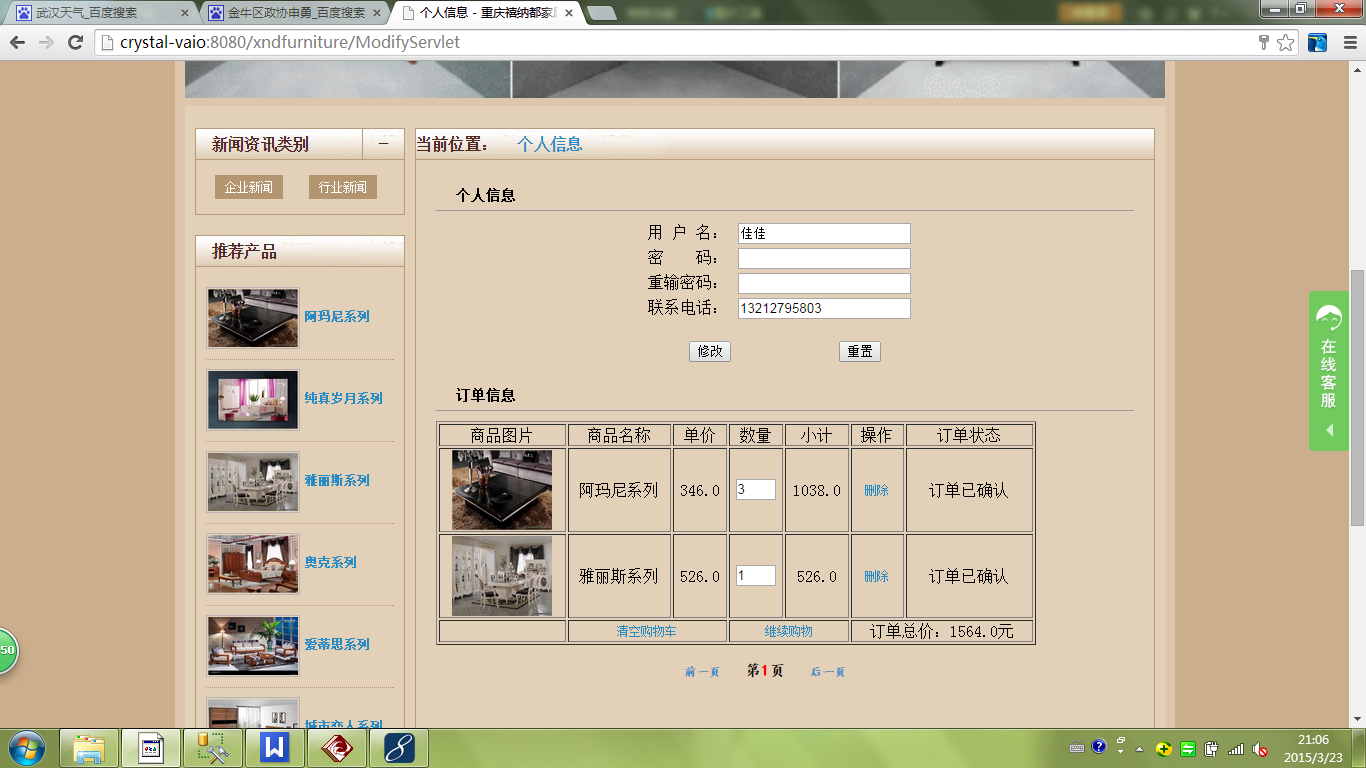 武汉天气_百度搜索
金牛区政协申勇_百度搜索
个人信息 - 重庆禧纳都家
crystal-vaio:8080/xndfurniture/ModifyServlet
新闻资讯类别
−
企业新闻 行业新闻
推荐产品
阿玛尼系列
纯真岁月系列
雅丽斯系列
奥克系列
爱蒂思系列
城市恋人系列
当前位置： 个人信息
个人信息
用 户 名： 佳佳
密 码：
重输密码：
联系电话： 13212795803
修改 重置
订单信息
商品图片 商品名称 单价 数量 小计 操作 订单状态
阿玛尼系列 346.0 3 1038.0 删除 订单已确认
雅丽斯系列 526.0 1 526.0 删除 订单已确认
清空购物车 继续购物 订单总价：1564.0元
前一页 第1页 后一页
在线客服
50
21:06
2015/3/23